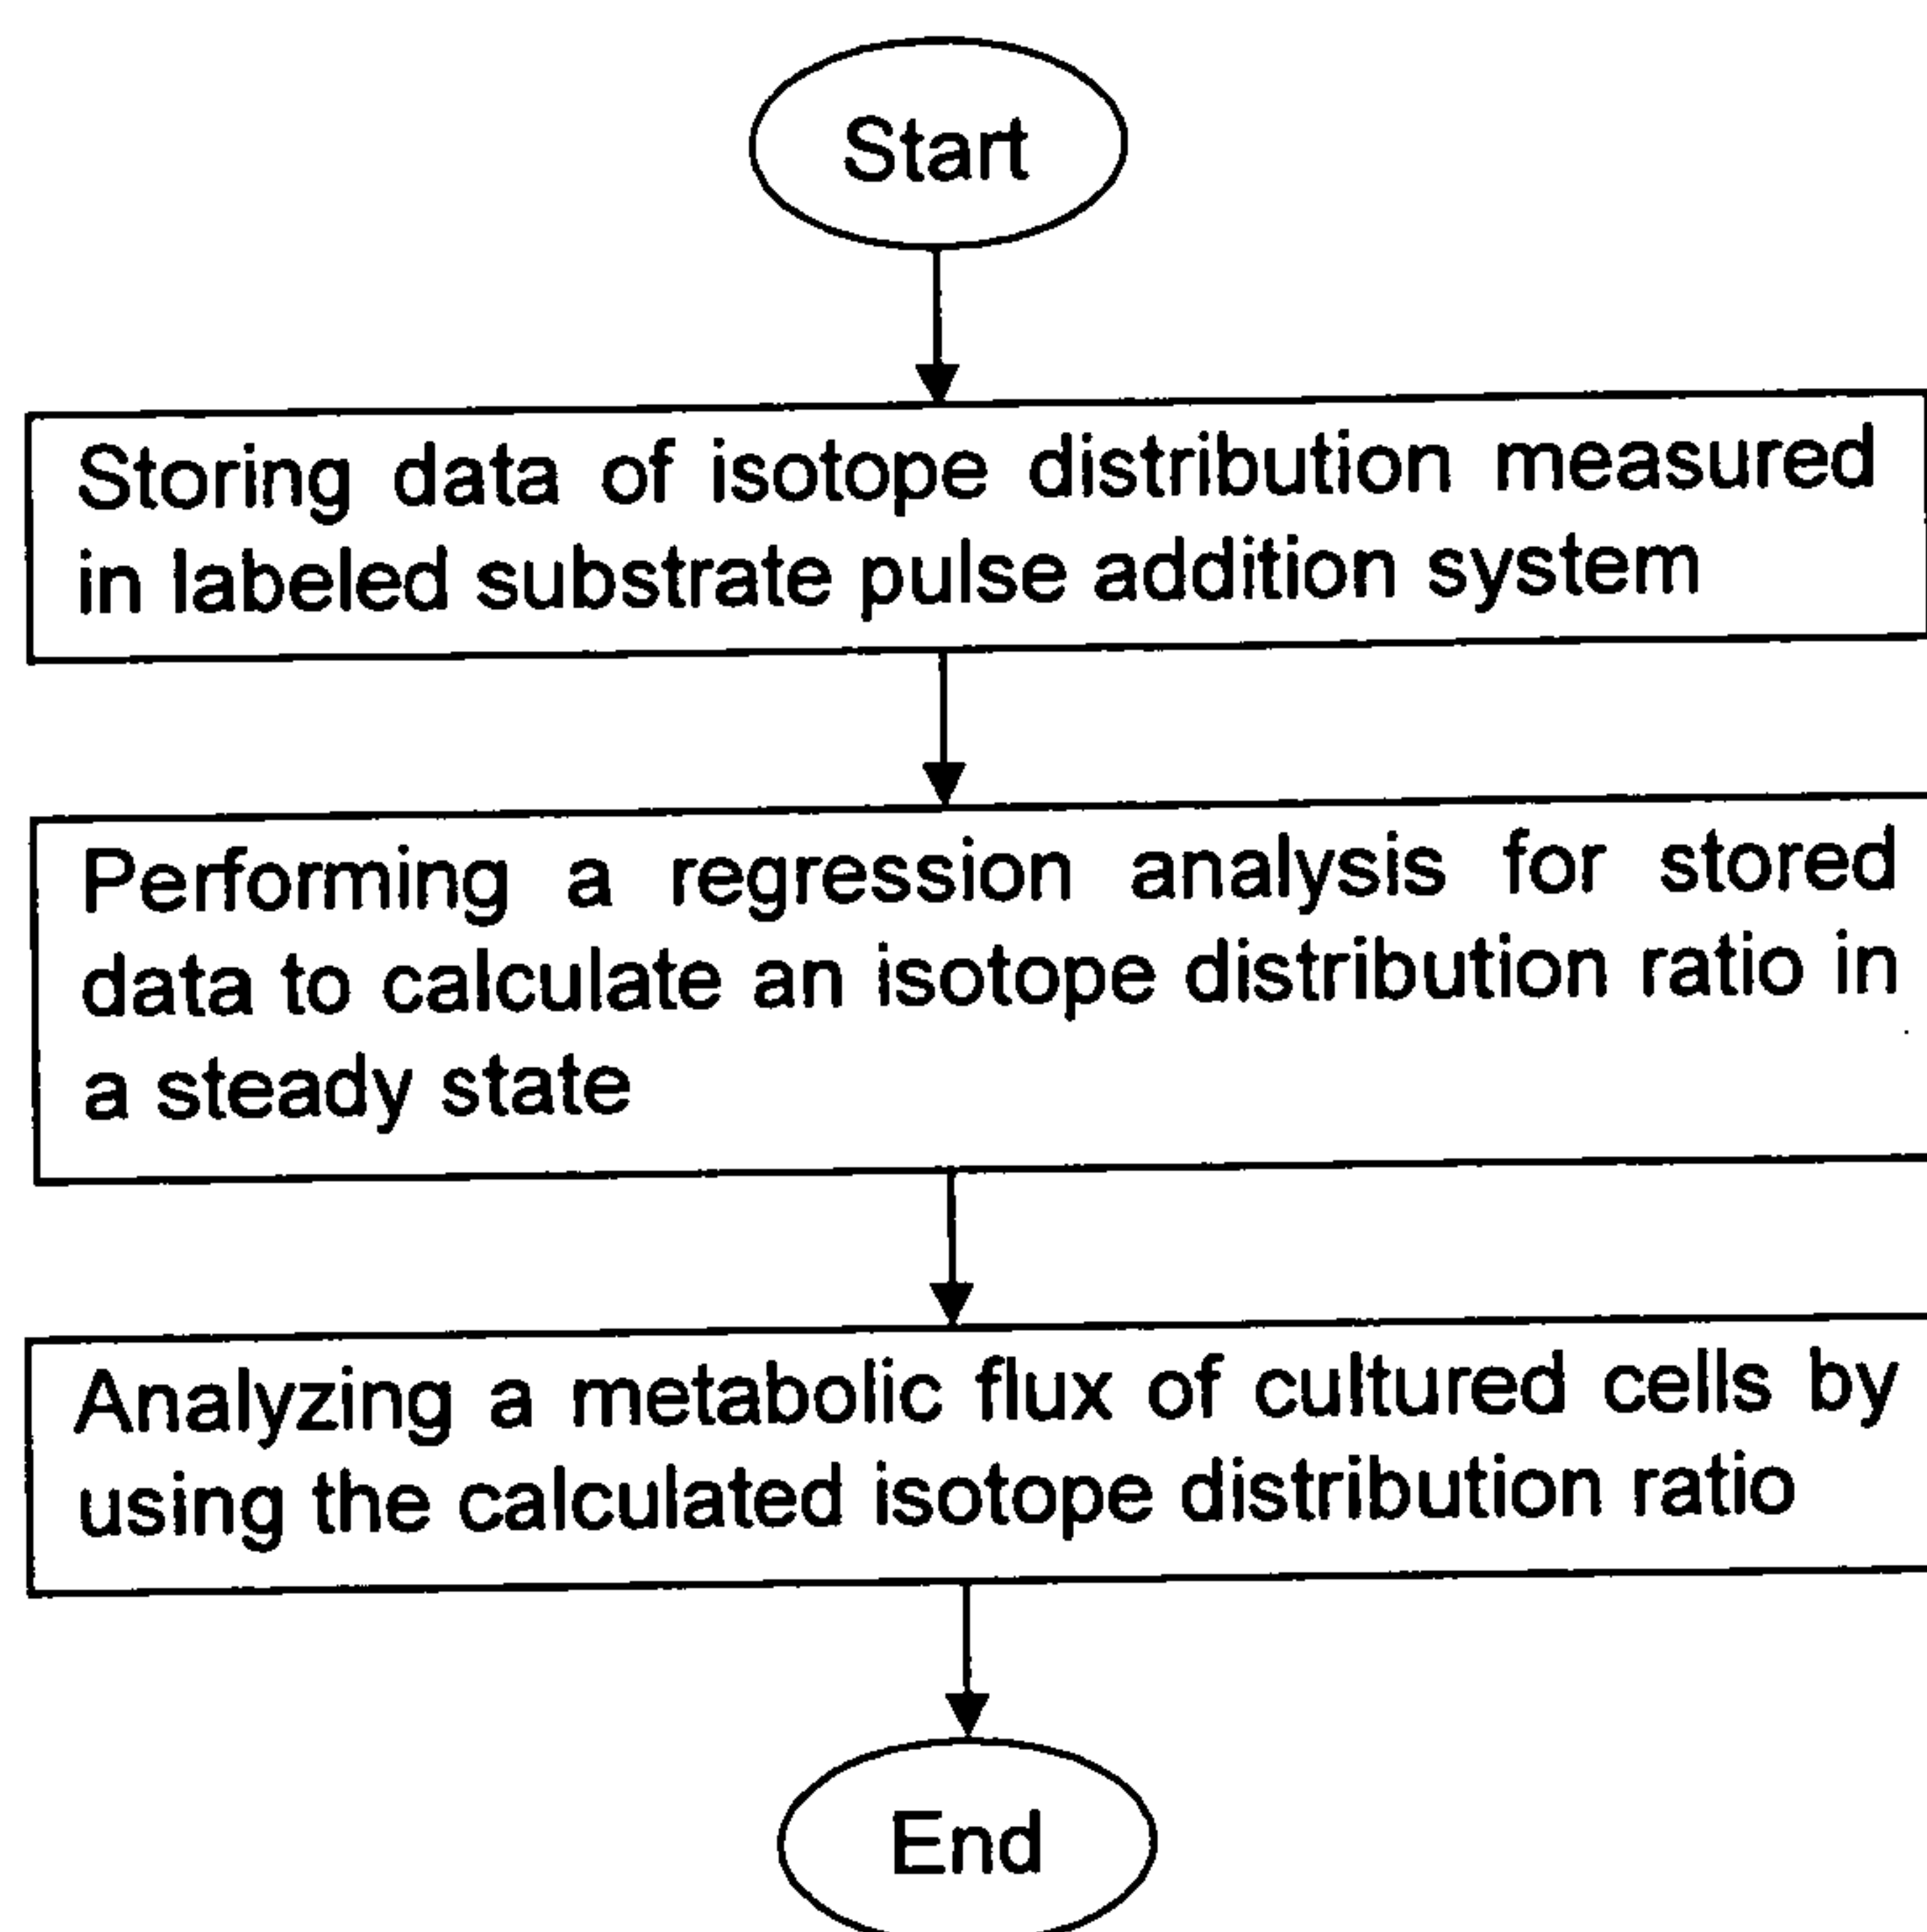 Start
Storing data of isotope distribution measured
in labeled substrate pulse addition system
Performing a regression analysis for stored
data to calculate an isotope distribution ratio in
a steady state
Analyzing a metabolic flux of cultured cells by
using the calculated isotope distribution ratio
End